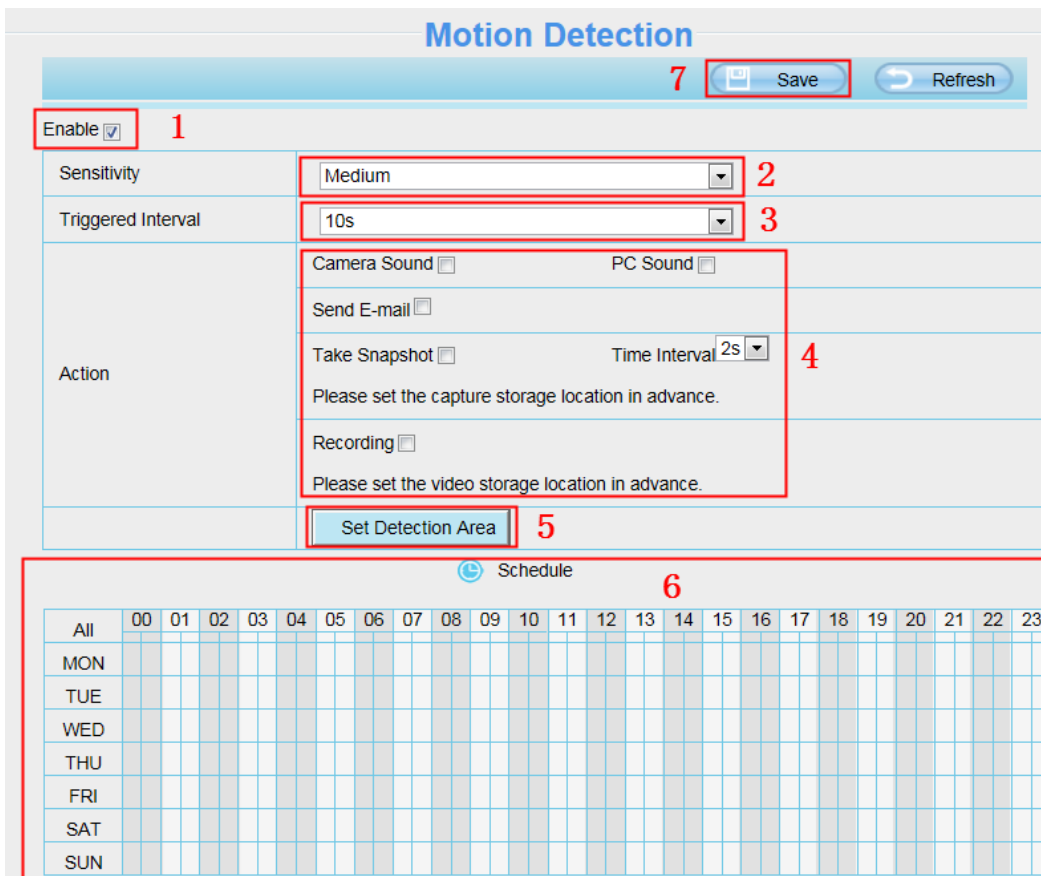 Motion Detection
7 Save Refresh
Enable 1
Sensitivity Medium 2
Triggered Interval 10s 3
Camera Sound PC Sound
Send E-mail
Take Snapshot Time Interval 2s 4
Action
Please set the capture storage location in advance.
Recording
Please set the video storage location in advance.
Set Detection Area 5
Schedule 6
All 00 01 02 03 04 05 06 07 08 09 10 11 12 13 14 15 16 17 18 19 20 21 22 23
MON
TUE
WED
THU
FRI
SAT
SUN